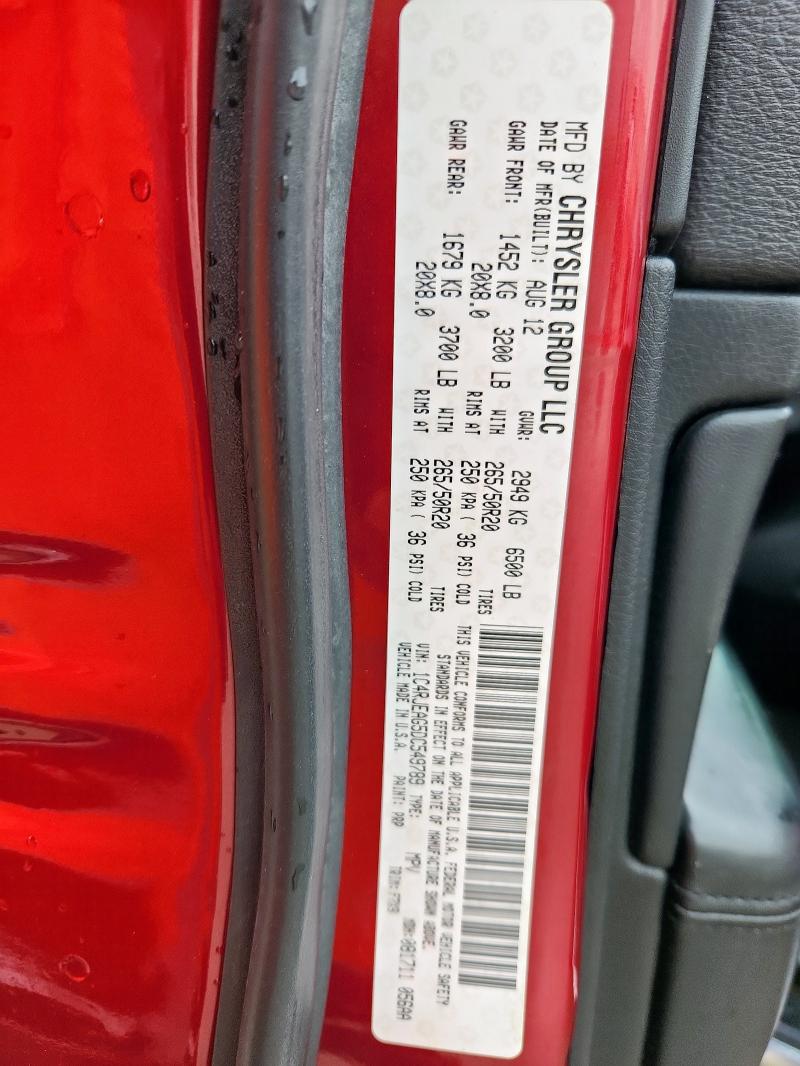 MFD BY CHRYSLER GROUP LLC
DATE OF MFR(BUILT): AUG 12 GVWR: 2949 KG 6500 LB
GAWR FRONT: 1452 KG 3200 LB WITH 265/50R20 TIRES
20X8.0 RIMS AT 250 KPA ( 36 PSI) COLD
GAWR REAR: 1679 KG 3700 LB WITH 265/50R20 TIRES
20X8.0 RIMS AT 250 KPA ( 36 PSI) COLD
THIS VEHICLE CONFORMS TO ALL APPLICABLE U.S.A. FEDERAL MOTOR VEHICLE SAFETY
STANDARDS IN EFFECT ON THE DATE OF MANUFACTURE SHOWN ABOVE.
VIN: 1C4RJEAG5DC549789 TYPE: MPV MDH:081711 056AA
VEHICLE MADE IN U.S.A. PAINT: PRP